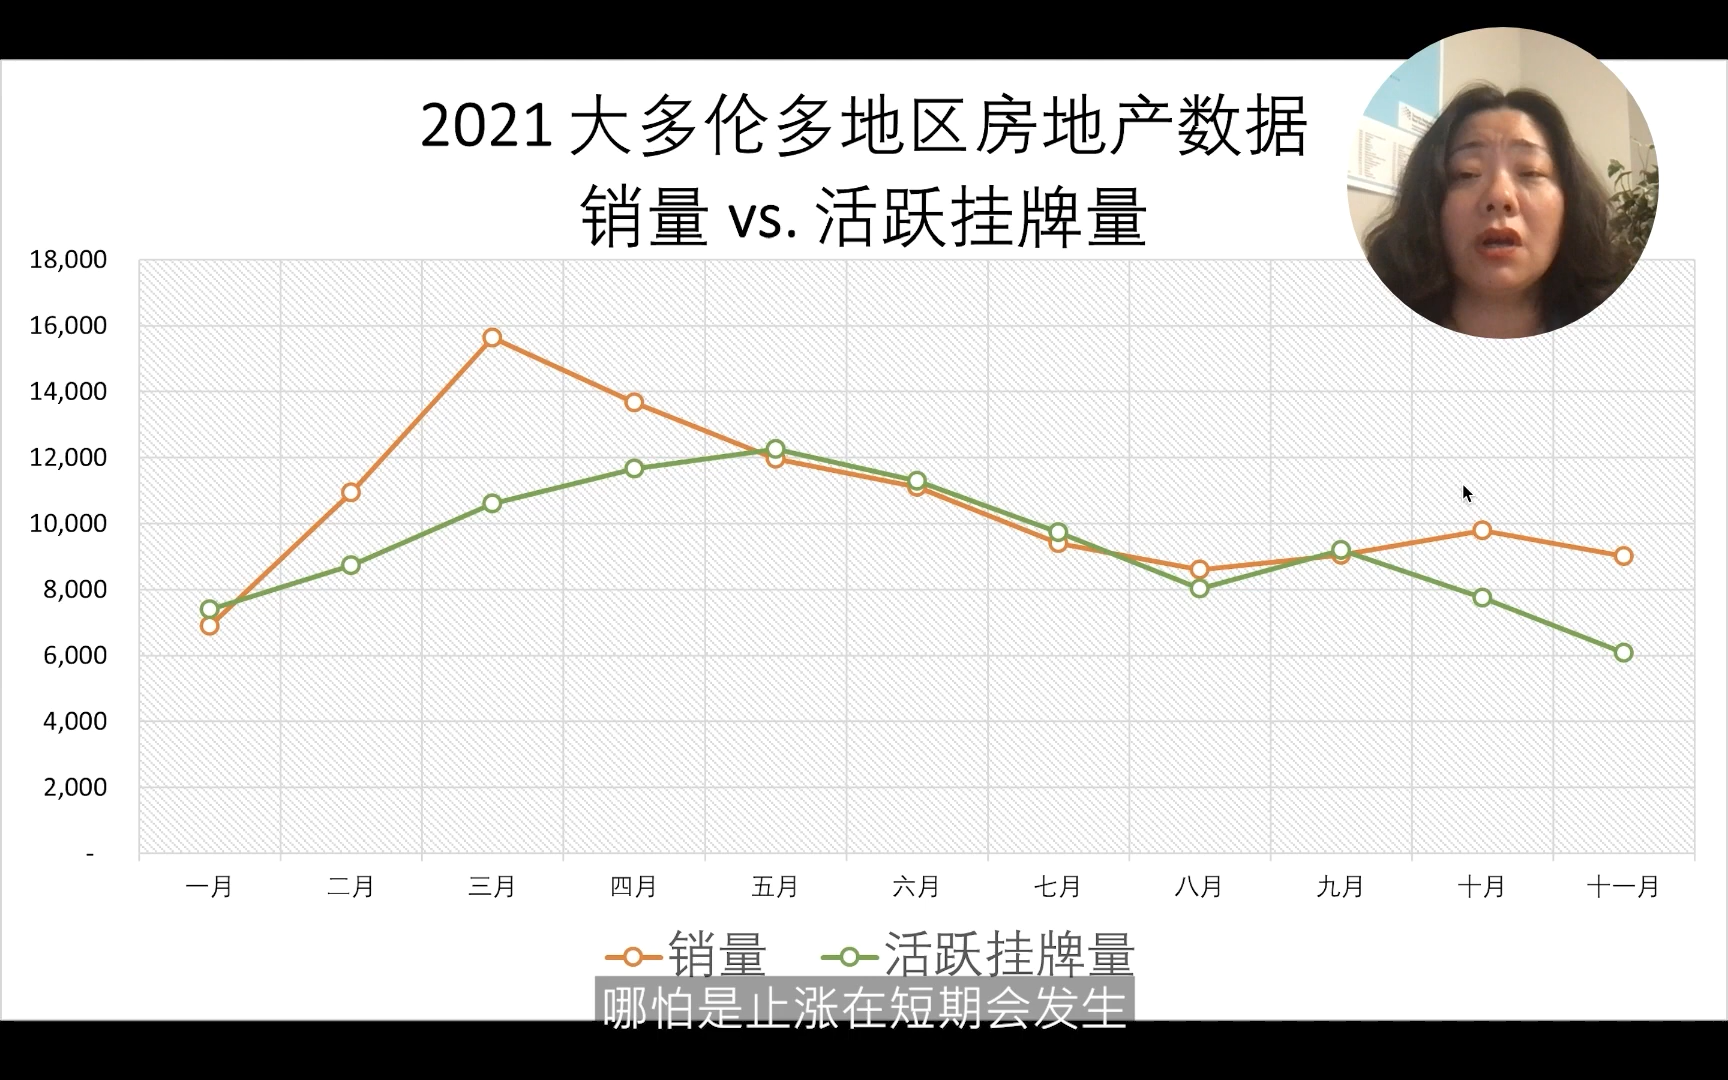 2021 大多伦多地区房地产数据
销量 vs. 活跃挂牌量
18,000
16,000
14,000
12,000
10,000
8,000
6,000
4,000
2,000
-
一月 二月 三月 四月 五月 六月 七月 八月 九月 十月 十一月
销量 活跃挂牌量
哪怕是止涨在短期会发生